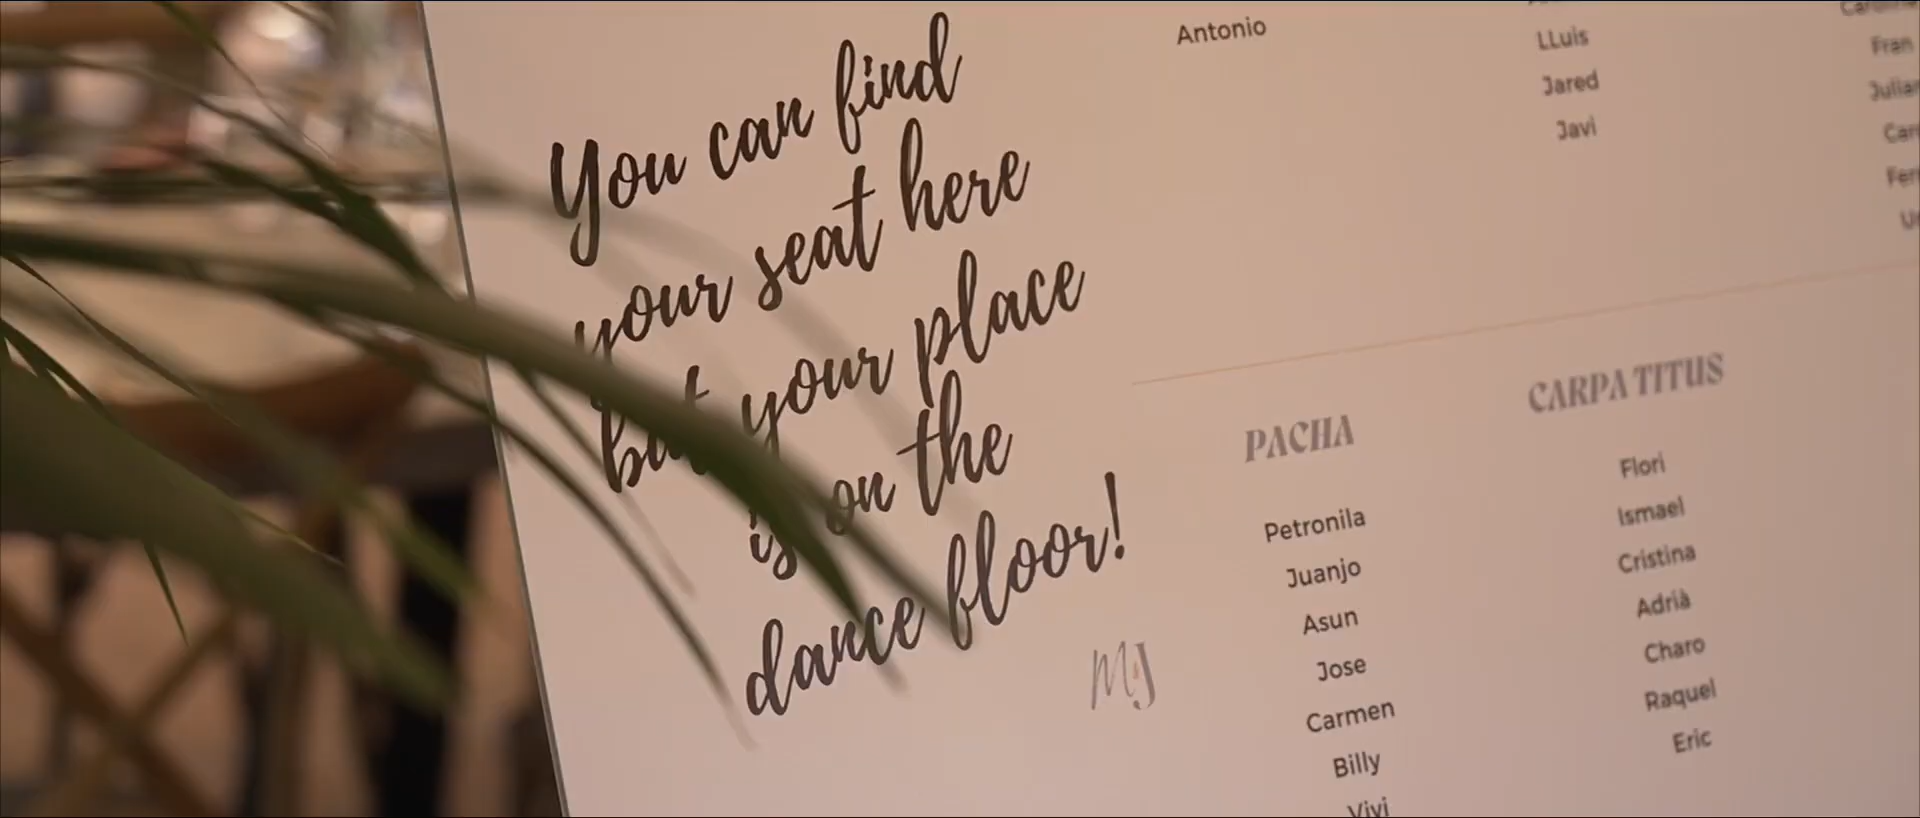 You can find
your seat here
but your place
is on the
dance floor!
MJ
Antonio
LLuis
Jared
Javi
Fran
PACHA
Petronila
Juanjo
Asun
Jose
Carmen
Billy
Vivi
CARPA TITUS
Flori
Ismael
Cristina
Adrià
Charo
Raquel
Eric